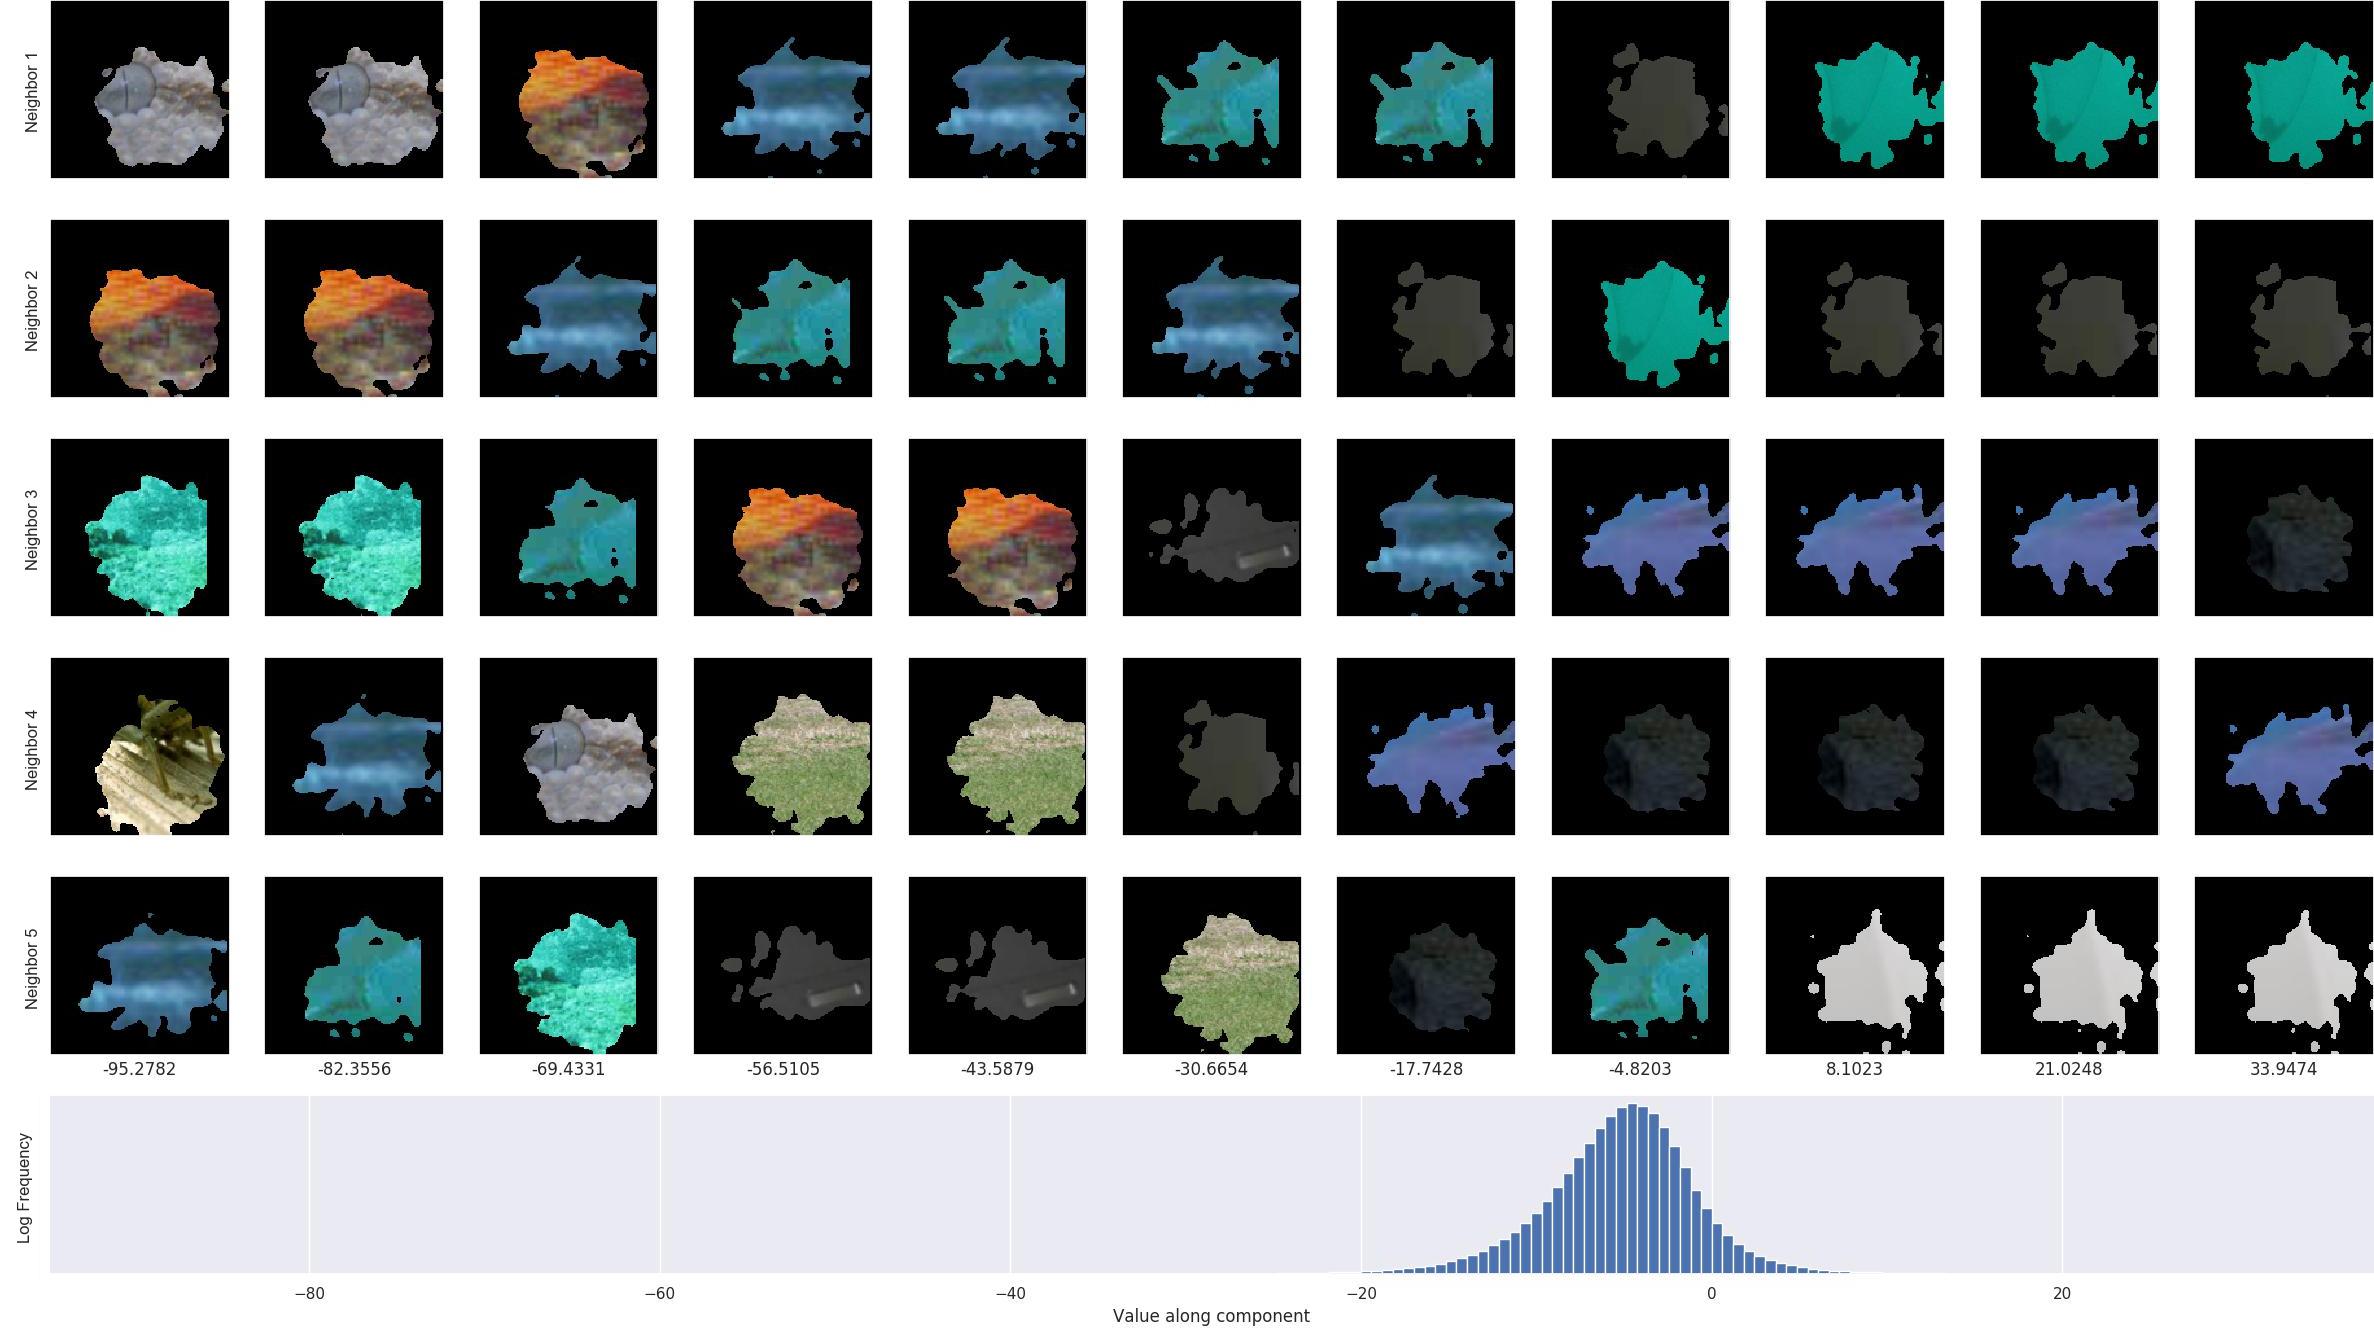 Neighbor 1
Neighbor 2
Neighbor 3
Neighbor 4
Neighbor 5
-95.2782 -82.3556 -69.4331 -56.5105 -43.5879 -30.6654 -17.7428 -4.8203 8.1023 21.0248 33.9474
Log Frequency
−80 −60 −40 −20 0 20
Value along component